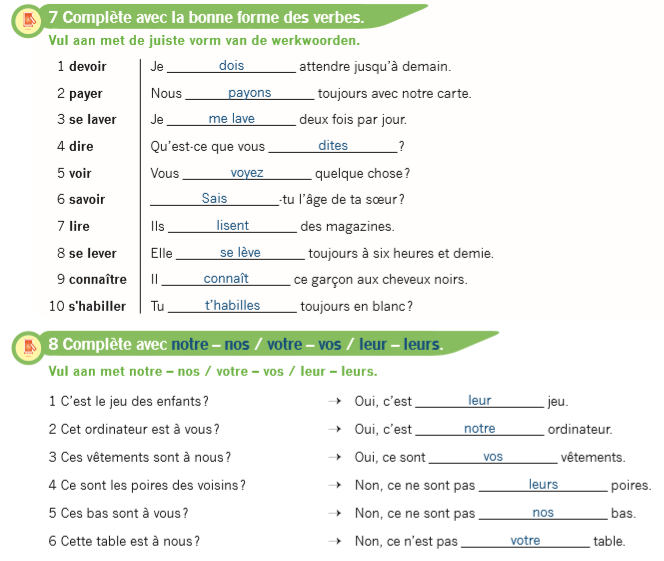 7 Complète avec la bonne forme des verbes.
Vul aan met de juiste vorm van de werkwoorden.
1 devoir Je dois attendre jusqu'à demain.
2 payer Nous payons toujours avec notre carte.
3 se laver Je me lave deux fois par jour.
4 dire Qu'est-ce que vous dites ?
5 voir Vous voyez quelque chose ?
6 savoir Sais -tu l'âge de ta sœur ?
7 lire Ils lisent des magazines.
8 se lever Elle se lève toujours à six heures et demie.
9 connaître Il connaît ce garçon aux cheveux noirs.
10 s'habiller Tu t'habilles toujours en blanc ?
8 Complète avec notre – nos / votre – vos / leur – leurs.
Vul aan met notre – nos / votre – vos / leur – leurs.
1 C'est le jeu des enfants ? → Oui, c'est leur jeu.
2 Cet ordinateur est à vous ? → Oui, c'est notre ordinateur.
3 Ces vêtements sont à nous ? → Oui, ce sont vos vêtements.
4 Ce sont les poires des voisins ? → Non, ce ne sont pas leurs poires.
5 Ces bas sont à vous ? → Non, ce ne sont pas nos bas.
6 Cette table est à nous ? → Non, ce n'est pas votre table.